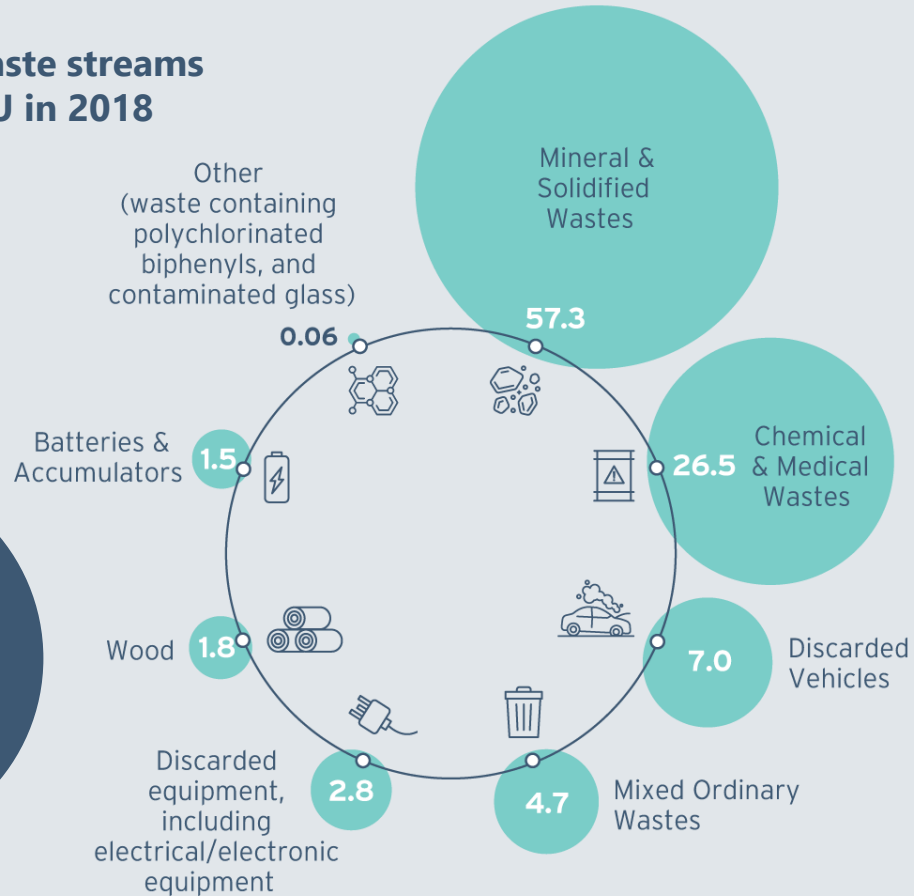 streams
in 2018
Other
(waste containing
polychlorinated
biphenyls, and
contaminated glass)
0.06
Mineral &
Solidified
Wastes
57.3
Chemical
& Medical
Wastes
26.5
Discarded
Vehicles
7.0
Mixed Ordinary
Wastes
4.7
Discarded
equipment,
including
electrical/electronic
equipment
2.8
Wood
1.8
Batteries &
Accumulators
1.5